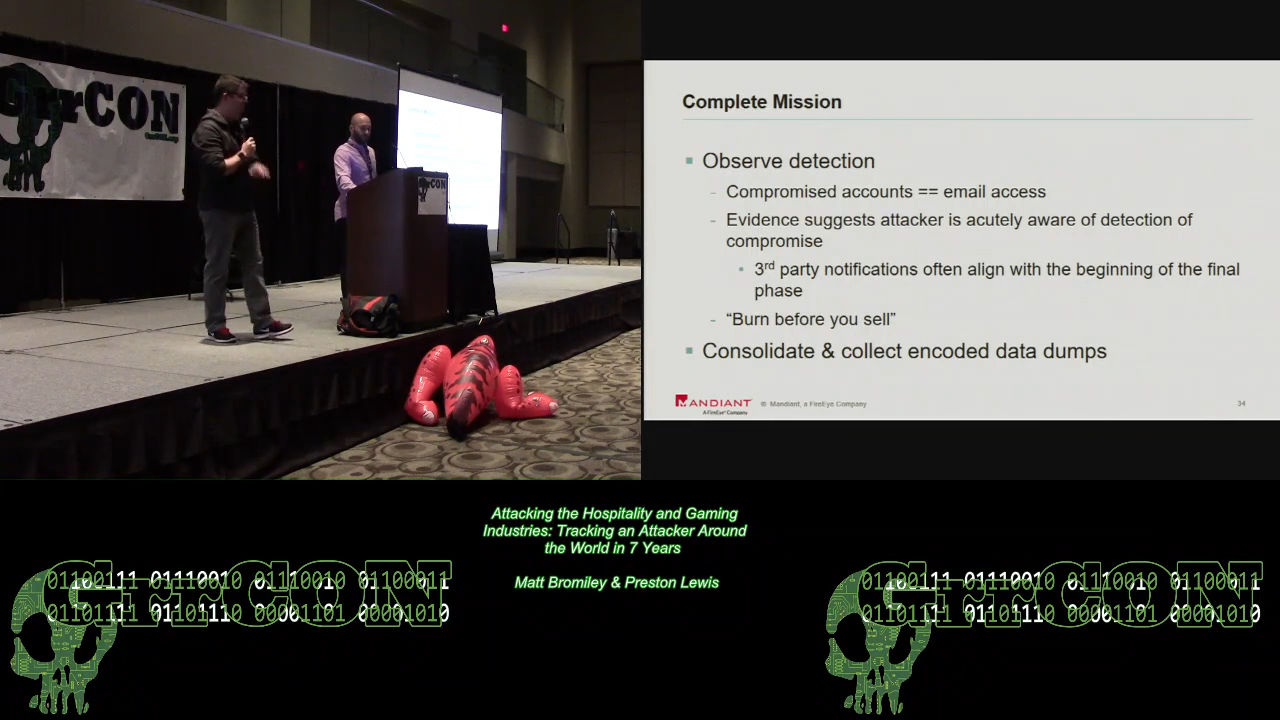 GrrCON
CON
Complete Mission
Observe detection
Compromised accounts == email access
Evidence suggests attacker is acutely aware of detection of
compromise
3rd party notifications often align with the beginning of the final
phase
“Burn before you sell”
Consolidate & collect encoded data dumps
MANDIANT
A FireEye® Company
© Mandiant, a FireEye Company
34
Attacking the Hospitality and Gaming
Industries: Tracking an Attacker Around
the World in 7 Years
Matt Bromiley & Preston Lewis
GrrCON
01100111 01110010 01110010 01100011
01101111 01101110 00001101 00001010
GrrCON
01100111 01110010 01110010 01100011
01101111 01101110 00001101 00001010